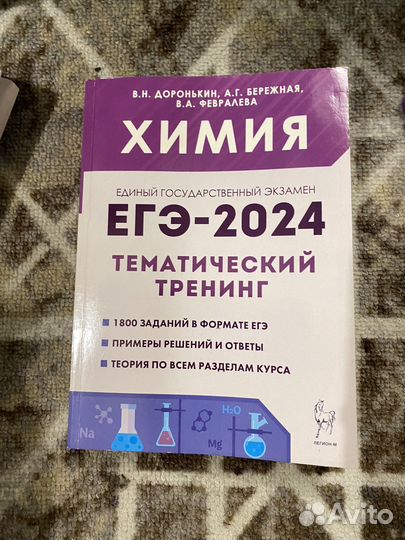 В.Н. ДОРОНЬКИН, А.Г. БЕРЕЖНАЯ,
В.А. ФЕВРАЛЕВА
ХИМИЯ
ЕДИНЫЙ ГОСУДАРСТВЕННЫЙ ЭКЗАМЕН
ЕГЭ-2024
ТЕМАТИЧЕСКИЙ
ТРЕНИНГ
1800 ЗАДАНИЙ В ФОРМАТЕ ЕГЭ
ПРИМЕРЫ РЕШЕНИЙ И ОТВЕТЫ
ТЕОРИЯ ПО ВСЕМ РАЗДЕЛАМ КУРСА
Na
Mg
H₂O
ЛЕГИОН-М
Avito